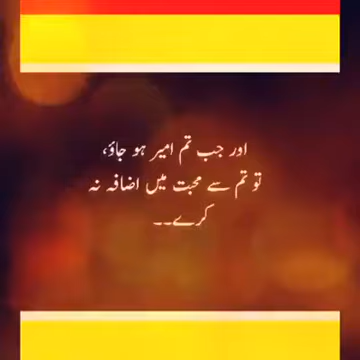 اور جب تم امیر ہو جاؤ،
تو تم سے محبت میں اضافہ نہ
کرے۔۔